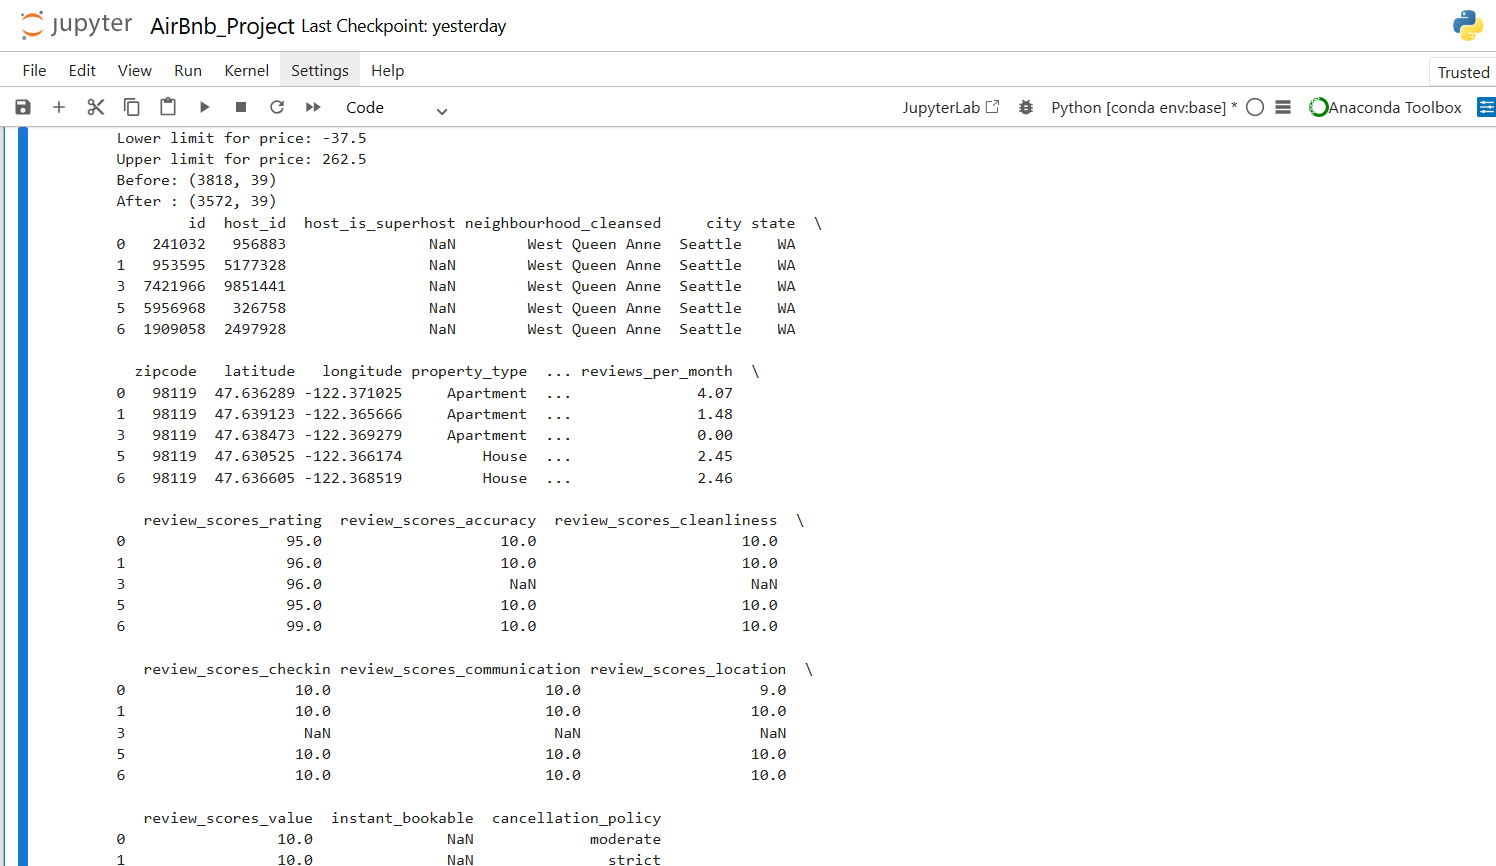 jupyter AirBnb_Project Last Checkpoint: yesterday
File Edit View Run Kernel Settings Help Trusted
Code JupyterLab Python [conda env:base] * Anaconda Toolbox
Lower limit for price: -37.5
Upper limit for price: 262.5
Before: (3818, 39)
After : (3572, 39)
id host_id host_is_superhost neighbourhood_cleansed city state \
0 241032 956883 NaN West Queen Anne Seattle WA
1 953595 5177328 NaN West Queen Anne Seattle WA
3 7421966 9851441 NaN West Queen Anne Seattle WA
5 5956968 326758 NaN West Queen Anne Seattle WA
6 1909058 2497928 NaN West Queen Anne Seattle WA
zipcode latitude longitude property_type ... reviews_per_month \
0 98119 47.636289 -122.371025 Apartment ... 4.07
1 98119 47.639123 -122.365666 Apartment ... 1.48
3 98119 47.638473 -122.369279 Apartment ... 0.00
5 98119 47.630525 -122.366174 House ... 2.45
6 98119 47.636605 -122.368519 House ... 2.46
review_scores_rating review_scores_accuracy review_scores_cleanliness \
0 95.0 10.0 10.0
1 96.0 10.0 10.0
3 96.0 NaN NaN
5 95.0 10.0 10.0
6 99.0 10.0 10.0
review_scores_checkin review_scores_communication review_scores_location \
0 10.0 10.0 9.0
1 10.0 10.0 10.0
3 NaN NaN NaN
5 10.0 10.0 10.0
6 10.0 10.0 10.0
review_scores_value instant_bookable cancellation_policy
0 10.0 NaN moderate
1 10.0 NaN strict